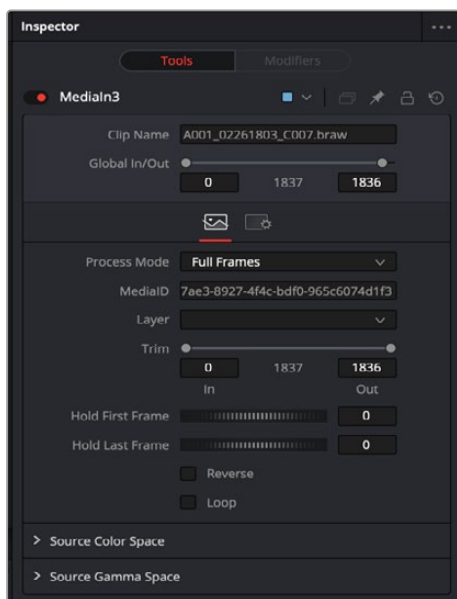 Inspector
Tools Modifiers
MediaIn3
Clip Name A001_02261803_C007.braw
Global In/Out
0 1837 1836
Process Mode Full Frames
MediaID 7ae3-8927-4f4c-bdf0-965c6074d1f3
Layer
Trim
0 1837 1836
In Out
Hold First Frame 0
Hold Last Frame 0
Reverse
Loop
Source Color Space
Source Gamma Space